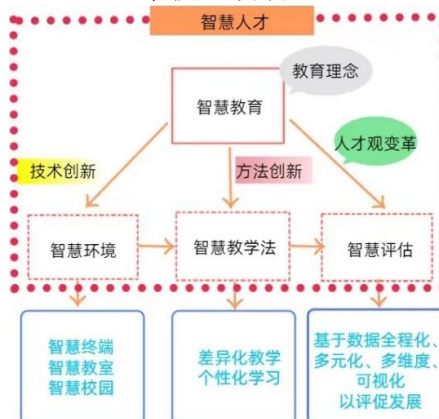 智慧人才
教育理念
智慧教育
人才观变革
技术创新
方法创新
智慧环境
智慧教学法
智慧评估
智慧终端
智慧教室
智慧校园
差异化教学
个性化学习
基于数据全程化、
多元化、多维度、
可视化
以评促发展